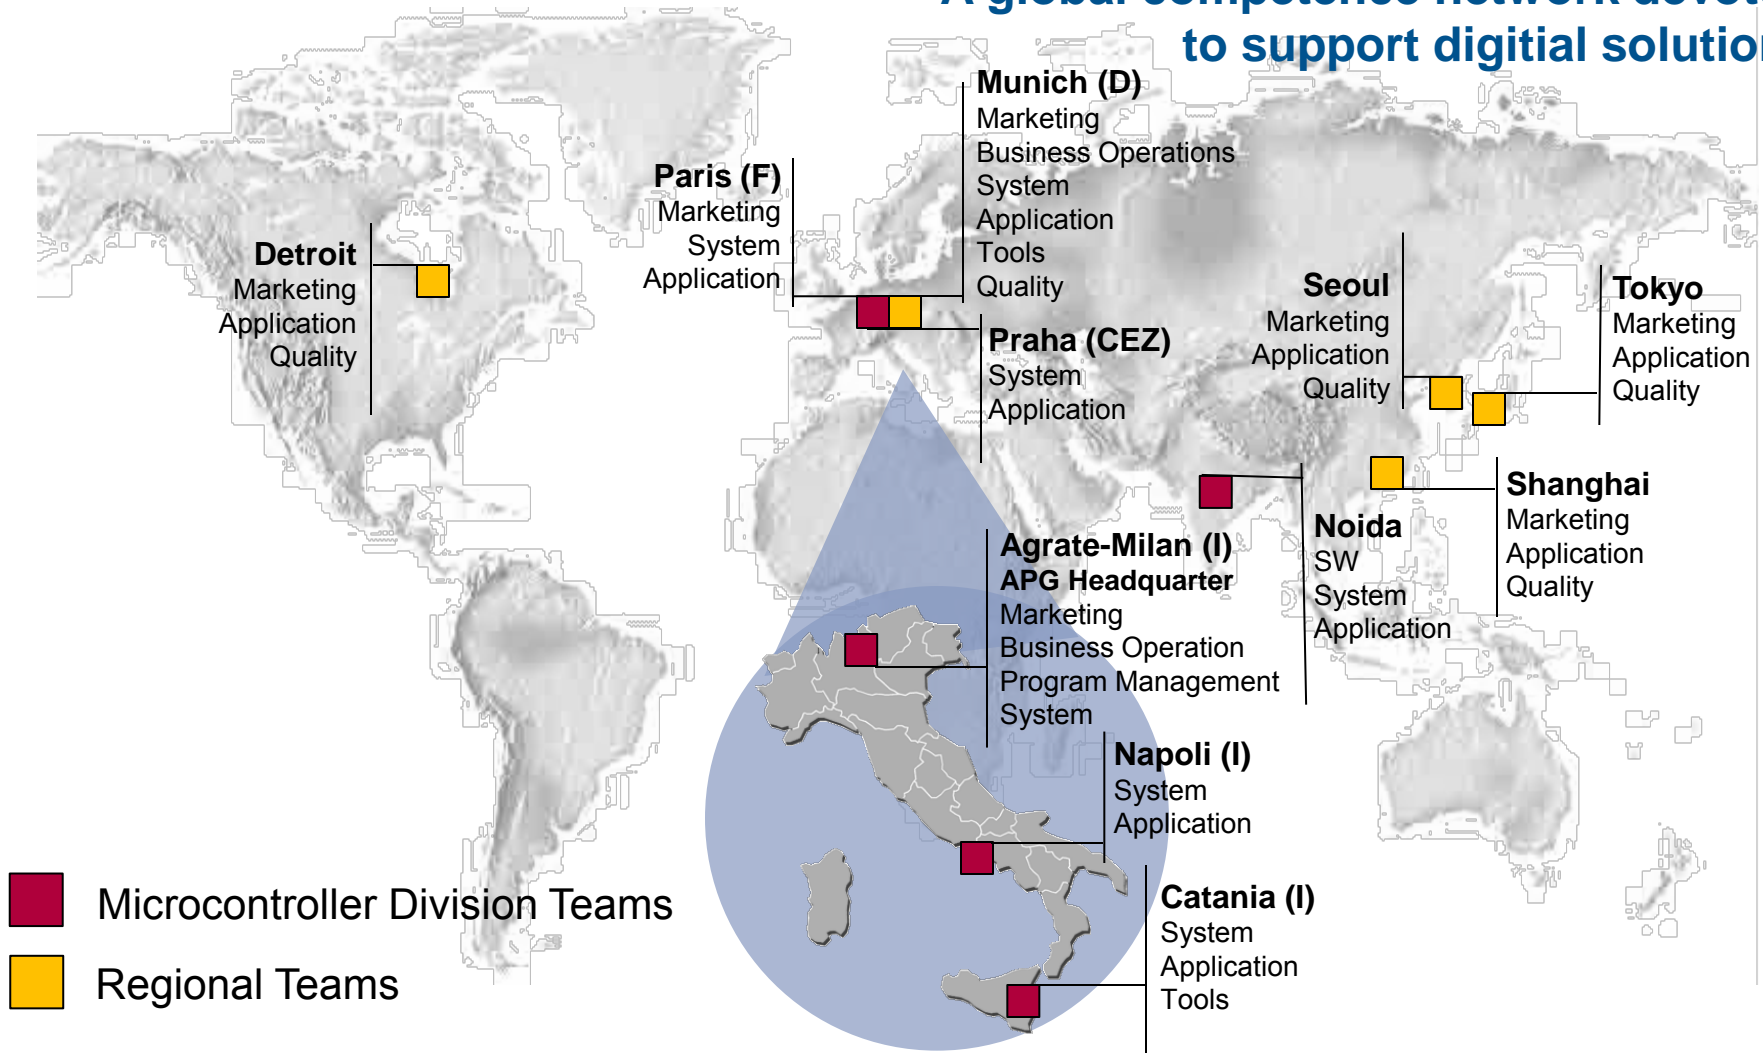 to support digitial solution
Munich (D)
Marketing
Business Operations
System
Application
Tools
Quality
Paris (F)
Marketing
System
Application
Detroit
Marketing
Application
Quality
Praha (CEZ)
System
Application
Seoul
Marketing
Application
Quality
Tokyo
Marketing
Application
Quality
Shanghai
Marketing
Application
Quality
Noida
SW
System
Application
Agrate-Milan (I)
APG Headquarter
Marketing
Business Operation
Program Management
System
Napoli (I)
System
Application
Catania (I)
System
Application
Tools
Microcontroller Division Teams
Regional Teams